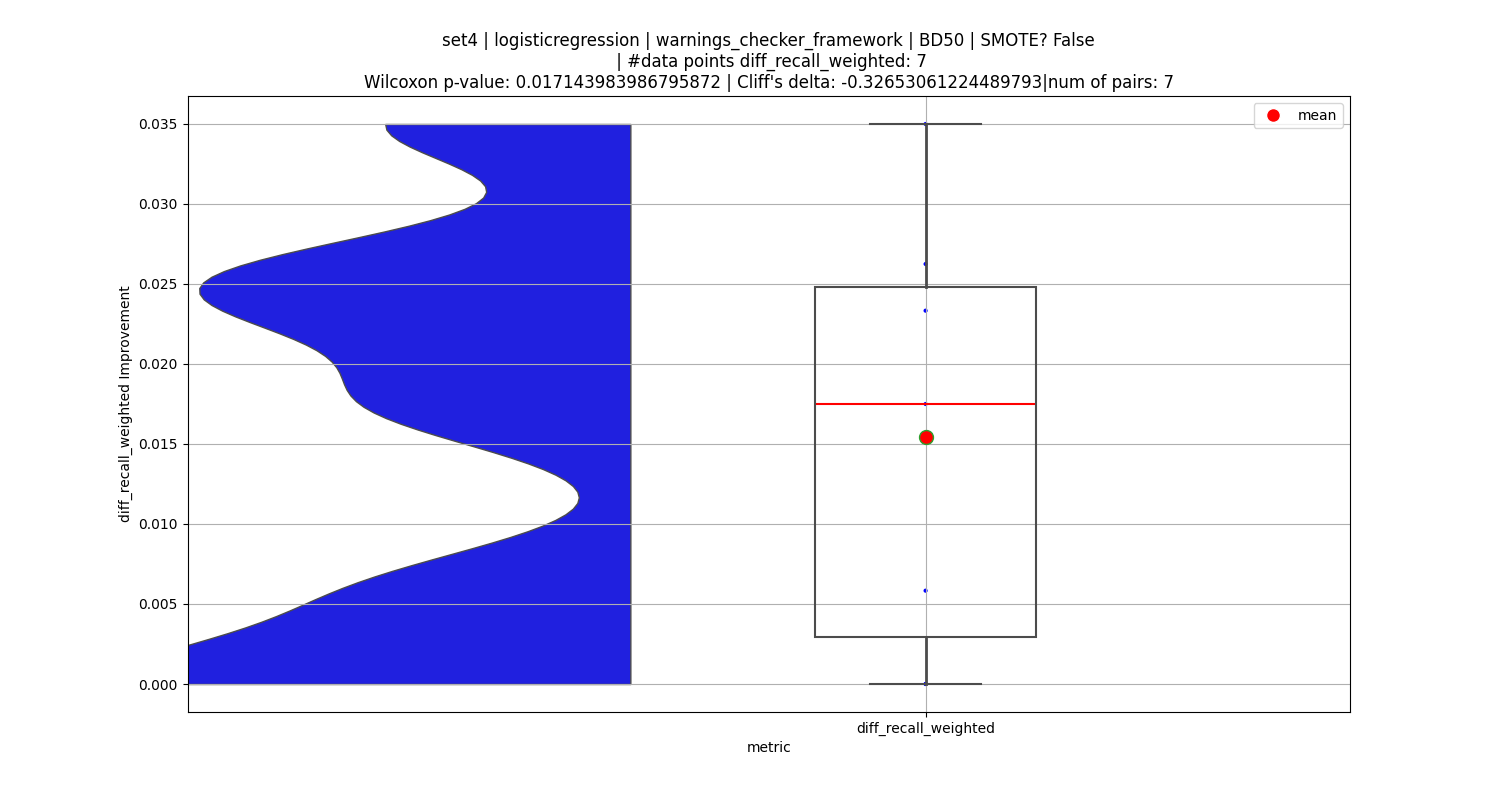 set4 | logisticregression | warnings_checker_framework | BD50 | SMOTE? False
| #data points diff_recall_weighted: 7
Wilcoxon p-value: 0.017143983986795872 | Cliff's delta: -0.32653061224489793|num of pairs: 7
mean
0.035
0.030
0.025
0.020
0.015
0.010
0.005
0.000
diff_recall_weighted Improvement
diff_recall_weighted
metric